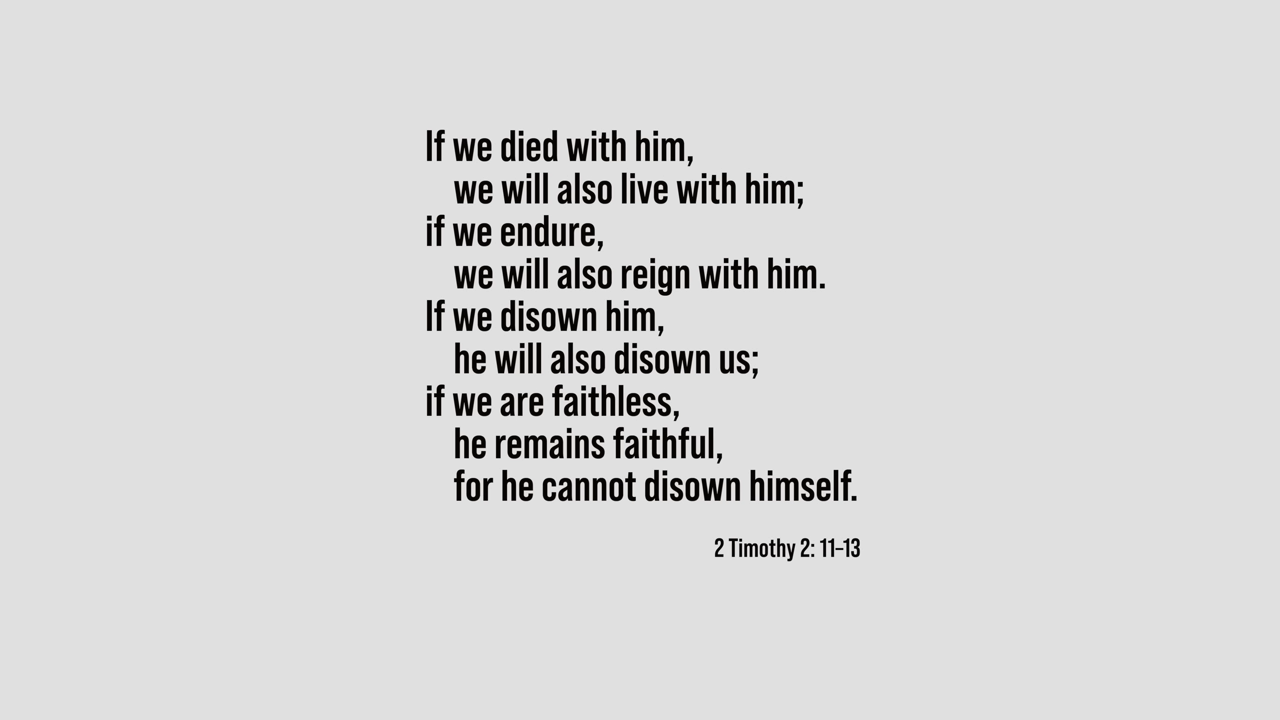 If we died with him,
we will also live with him;
if we endure,
we will also reign with him.
If we disown him,
he will also disown us;
if we are faithless,
he remains faithful,
for he cannot disown himself.
2 Timothy 2: 11–13